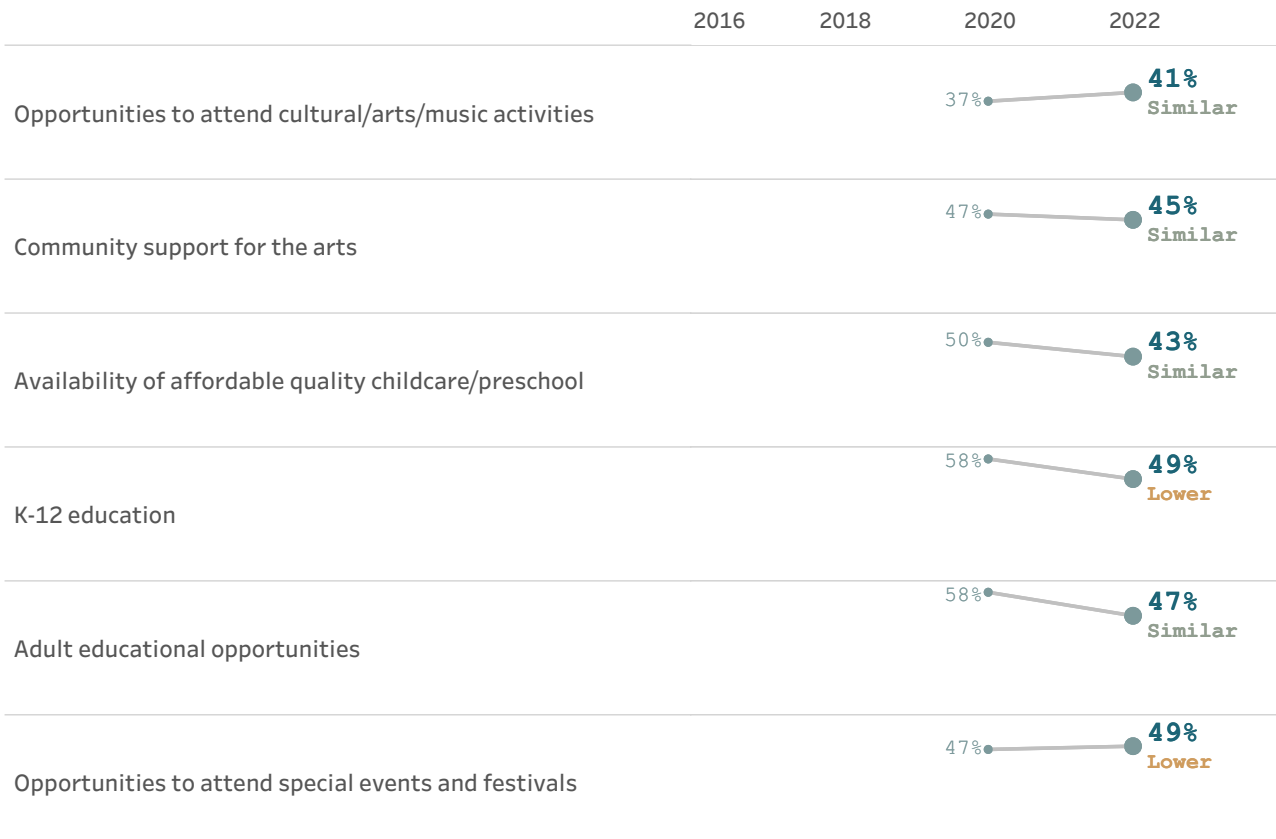 2016 2018 2020 2022
Opportunities to attend cultural/arts/music activities
37%
41%
Similar
Community support for the arts
47%
45%
Similar
Availability of affordable quality childcare/preschool
50%
43%
Similar
K-12 education
58%
49%
Lower
Adult educational opportunities
58%
47%
Similar
Opportunities to attend special events and festivals
47%
49%
Lower